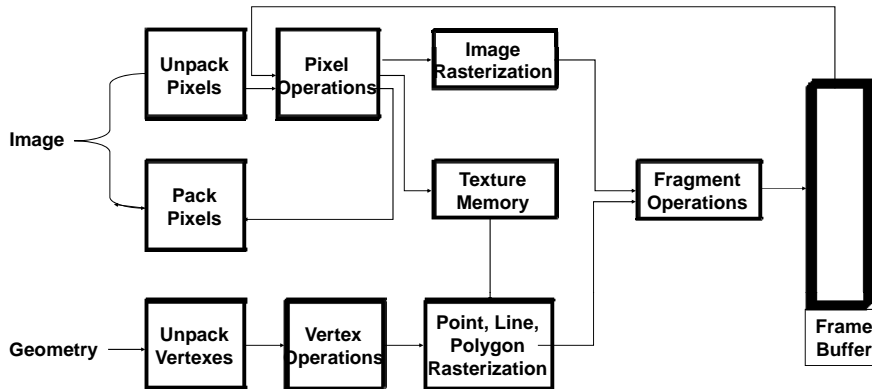 Unpack
Pixels
Pixel
Operations
Image
Rasterization
Image
Pack
Pixels
Texture
Memory
Fragment
Operations
Geometry
Unpack
Vertexes
Vertex
Operations
Point, Line,
Polygon
Rasterization
Frame
Buffer